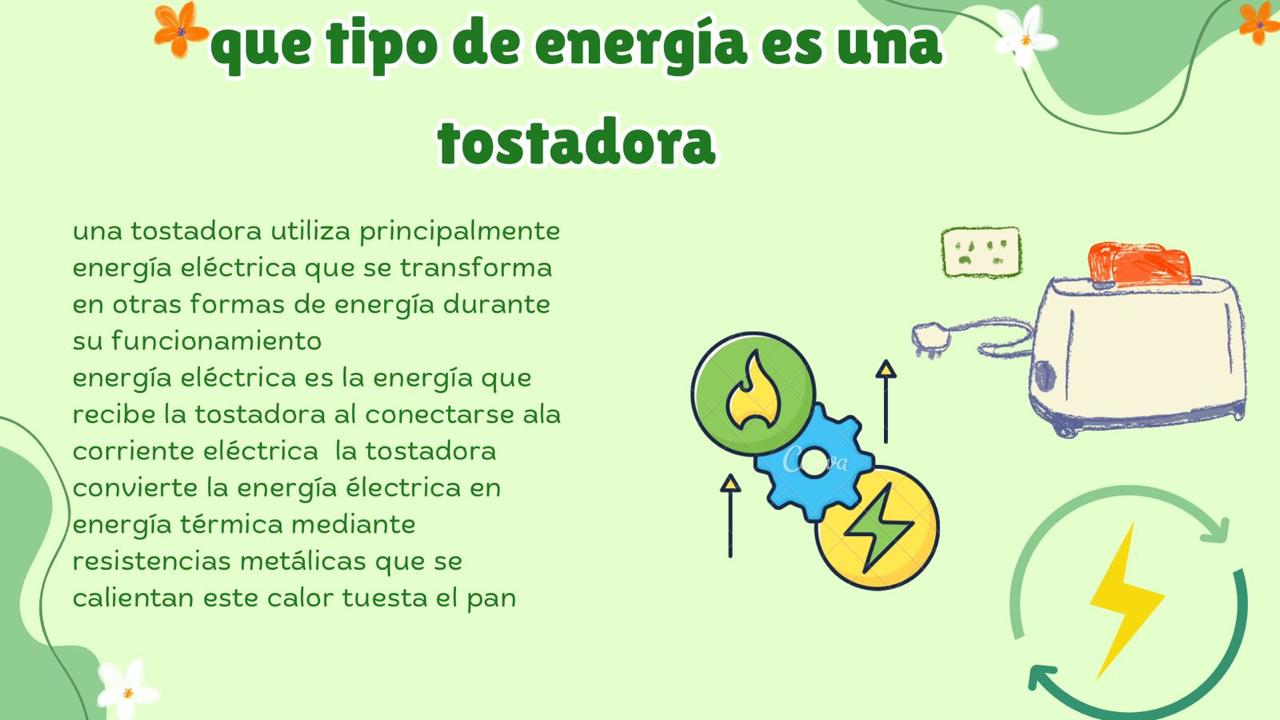 que tipo de energía es una
tostadora
una tostadora utiliza principalmente
energía eléctrica que se transforma
en otras formas de energía durante
su funcionamiento
energía eléctrica es la energía que
recibe la tostadora al conectarse ala
corriente eléctrica  la tostadora
convierte la energía électrica en
energía térmica mediante
resistencias metálicas que se
calientan este calor tuesta el pan
Canva